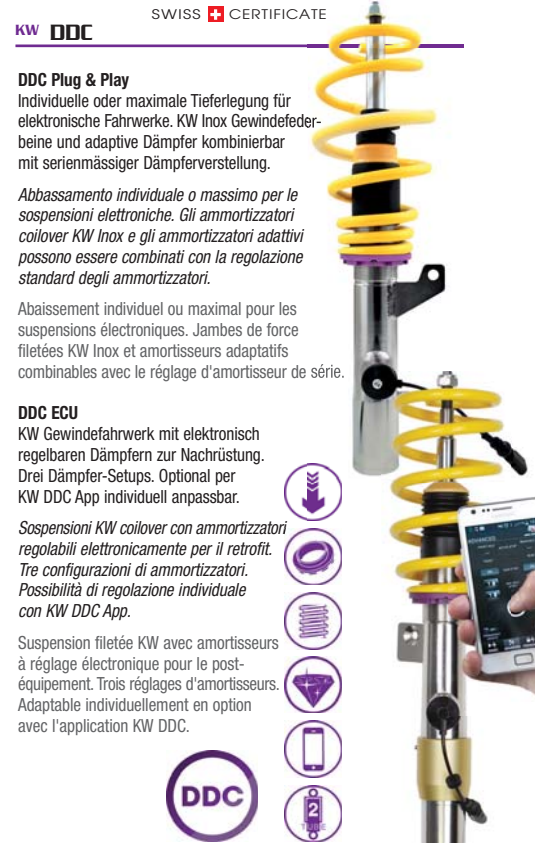 SWISS CERTIFICATE
KW DDC
DDC Plug & Play
Individuelle oder maximale Tieferlegung für
elektronische Fahrwerke. KW Inox Gewindefeder-
beine und adaptive Dämpfer kombinierbar
mit serienmässiger Dämpferverstellung.
Abbassamento individuale o massimo per le
sospensioni elettroniche. Gli ammortizzatori
coilover KW Inox e gli ammortizzatori adattivi
possono essere combinati con la regolazione
standard degli ammortizzatori.
Abaissement individuel ou maximal pour les
suspensions électroniques. Jambes de force
filetées KW Inox et amortisseurs adaptatifs
combinables avec le réglage d'amortisseur de série.
DDC ECU
KW Gewindefahrwerk mit elektronisch
regelbaren Dämpfern zur Nachrüstung.
Drei Dämpfer-Setups. Optional per
KW DDC App individuell anpassbar.
Sospensioni KW coilover con ammortizzatori
regolabili elettronicamente per il retrofit.
Tre configurazioni di ammortizzatori.
Possibilità di regolazione individuale
con KW DDC App.
Suspension filetée KW avec amortisseurs
à réglage électronique pour le post-
équipement. Trois réglages d'amortisseurs.
Adaptable individuellement en option
avec l'application KW DDC.
DDC
2
TUBE
ADVANCED